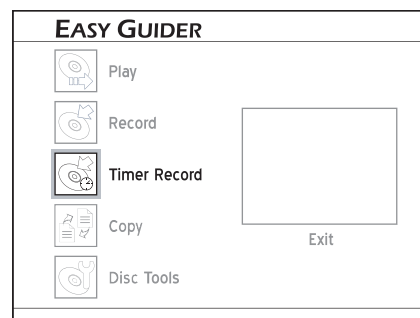 EASY GUIDER
Play
Record
Timer Record
Copy
Exit
Disc Tools